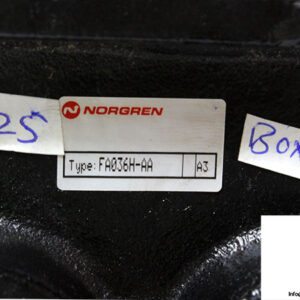 NORGREN
25
Type: FA036H-AA A3
Box